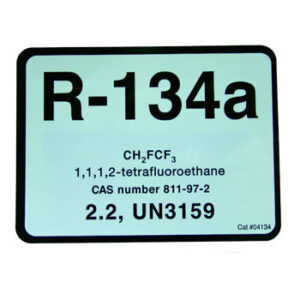 R-134a
CH₂FCF₃
1,1,1,2-tetrafluoroethane
CAS number 811-97-2
2.2, UN3159
Cat #04134